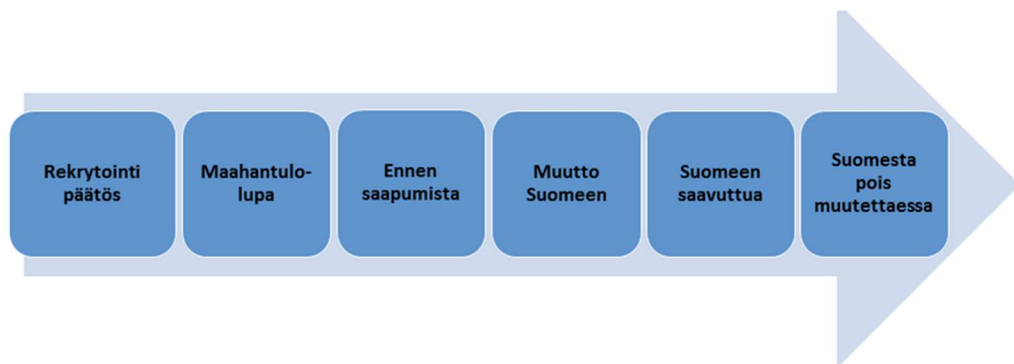 Rekrytointi
päätös
Maahantulo-
lupa
Ennen
saapumista
Muutto
Suomeen
Suomeen
saavuttua
Suomesta
pois
muutettaessa